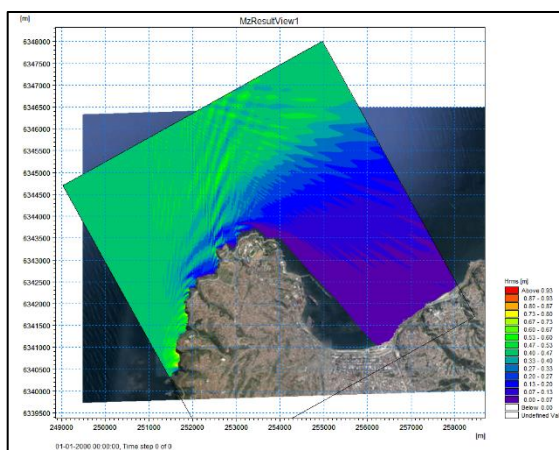 MzResultView1
[m]
6348000
6347500
6347000
6346500
6346000
6345500
6345000
6344500
6344000
6343500
6343000
6342500
6342000
6341500
6341000
6340500
6340000
6339500
249000 250000 251000 252000 253000 254000 255000 256000 257000 258000
[m]
Hrms [m]
Above 0.93
0.87 - 0.93
0.80 - 0.87
0.73 - 0.80
0.67 - 0.73
0.60 - 0.67
0.53 - 0.60
0.47 - 0.53
0.40 - 0.47
0.33 - 0.40
0.27 - 0.33
0.20 - 0.27
0.13 - 0.20
0.07 - 0.13
0.00 - 0.07
Below 0.00
Undefined Val
01-01-2000 00:00:00, Time step 0 of 0